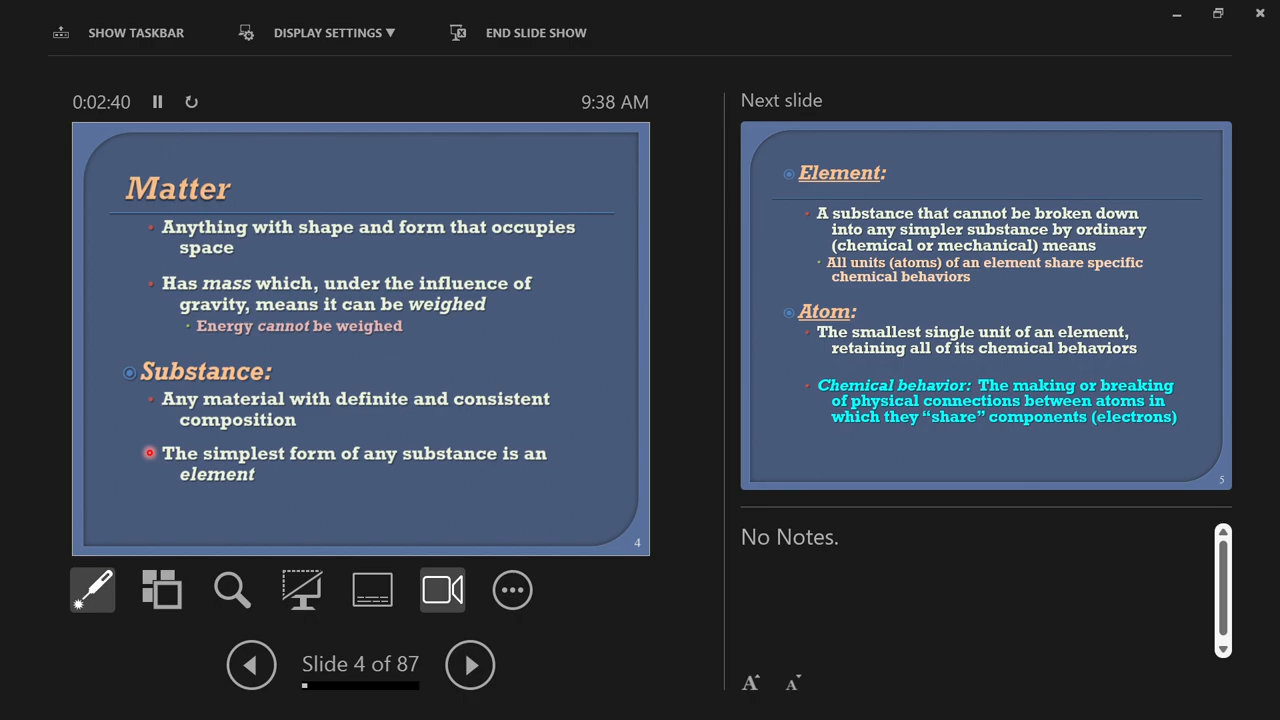 SHOW TASKBAR
DISPLAY SETTINGS ▼
END SLIDE SHOW
0:02:40
9:38 AM
Matter
Anything with shape and form that occupies
space
Has mass which, under the influence of
gravity, means it can be weighed
Energy cannot be weighed
Substance:
Any material with definite and consistent
composition
The simplest form of any substance is an
element
4
Slide 4 of 87
Next slide
Element:
A substance that cannot be broken down
into any simpler substance by ordinary
(chemical or mechanical) means
All units (atoms) of an element share specific
chemical behaviors
Atom:
The smallest single unit of an element,
retaining all of its chemical behaviors
Chemical behavior: The making or breaking
of physical connections between atoms in
which they “share” components (electrons)
5
No Notes.
A A